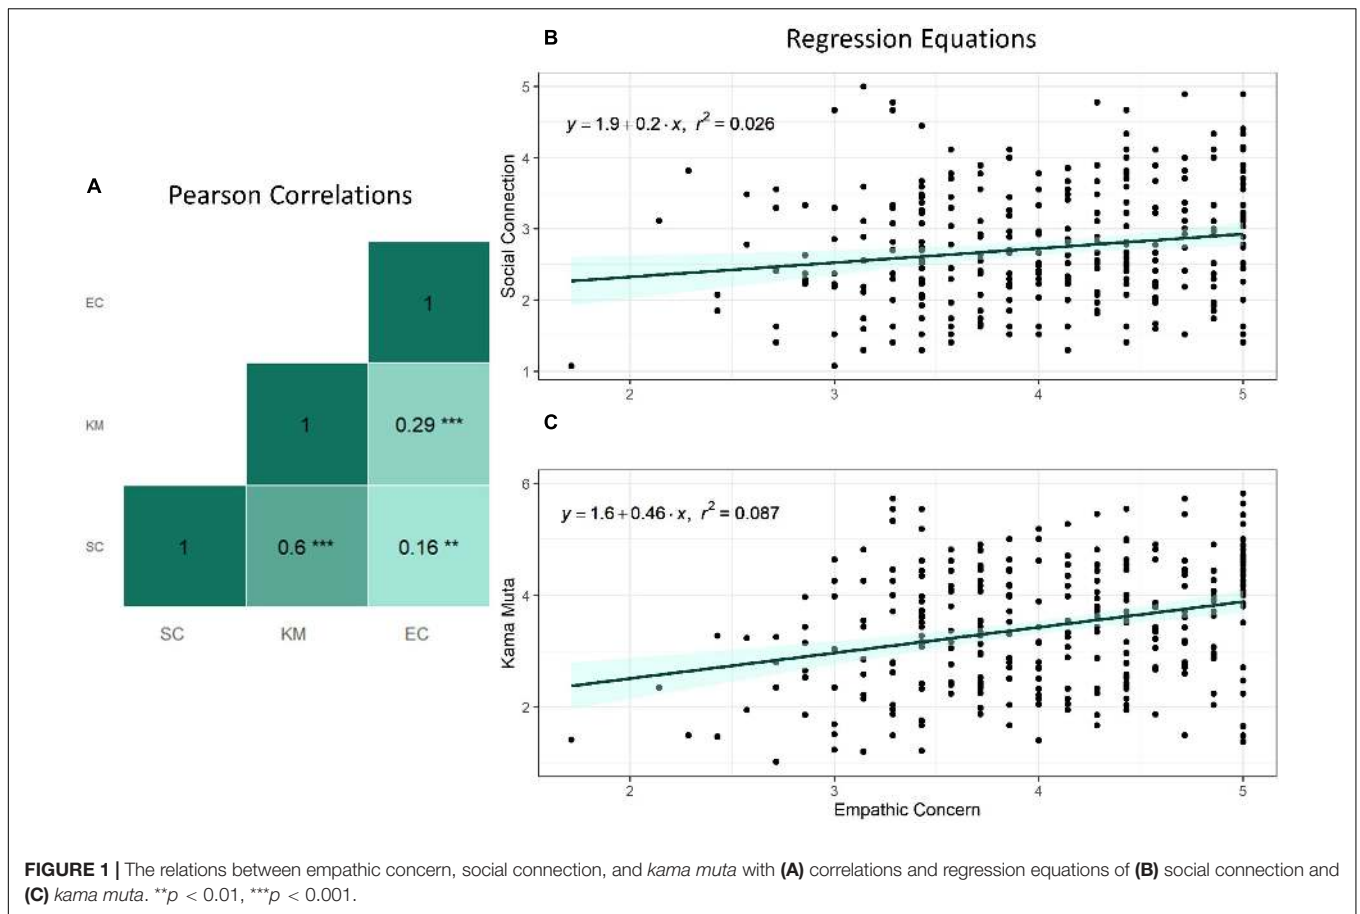 A
Pearson Correlations
EC
1
KM
1
0.29 ***
SC
1
0.6 ***
0.16 **
SC
KM
EC
B
Regression Equations
y = 1.9 + 0.2 · x, r² = 0.026
Social Connection
5
4
3
2
1
2
3
4
5
C
y = 1.6 + 0.46 · x, r² = 0.087
Kama Muta
6
4
2
2
3
4
5
Empathic Concern
FIGURE 1 | The relations between empathic concern, social connection, and kama muta with (A) correlations and regression equations of (B) social connection and
(C) kama muta. **p < 0.01, ***p < 0.001.